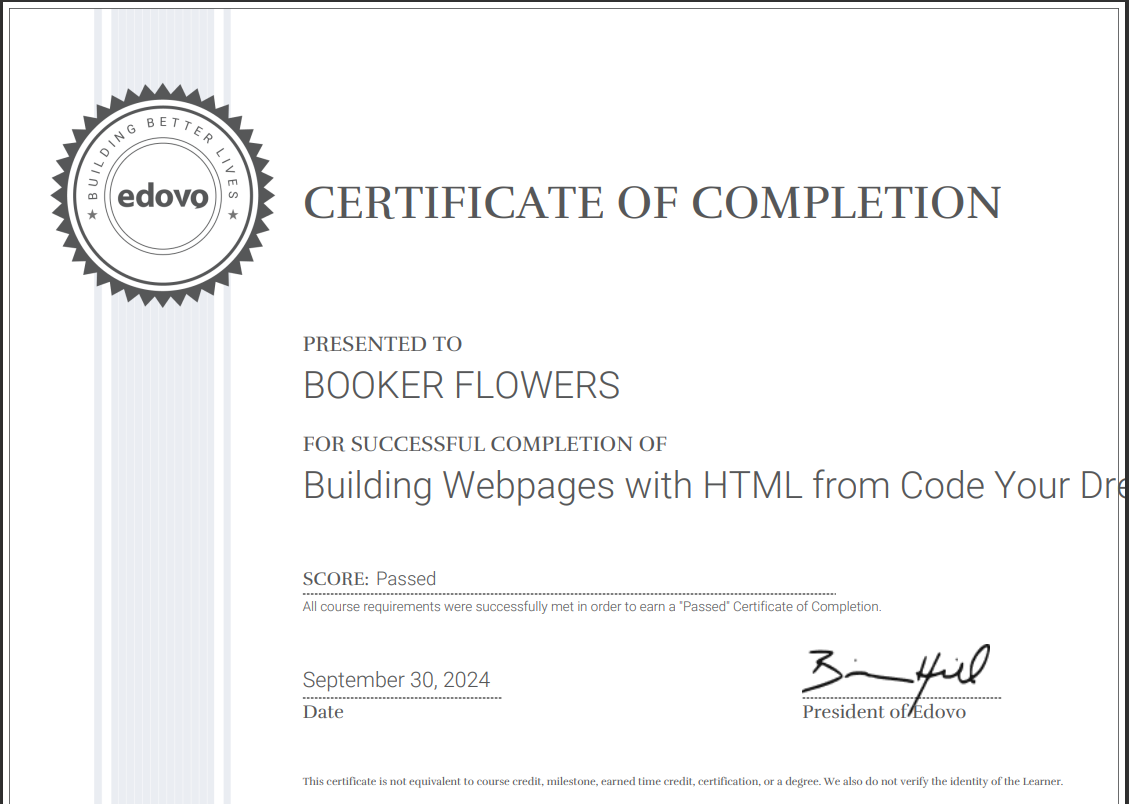 BUILDING BETTER LIVES
edovo
CERTIFICATE OF COMPLETION
PRESENTED TO
BOOKER FLOWERS
FOR SUCCESSFUL COMPLETION OF
Building Webpages with HTML from Code Your Dre
SCORE: Passed
All course requirements were successfully met in order to earn a "Passed" Certificate of Completion.
September 30, 2024
Date
President of Edovo
This certificate is not equivalent to course credit, milestone, earned time credit, certification, or a degree. We also do not verify the identity of the Learner.